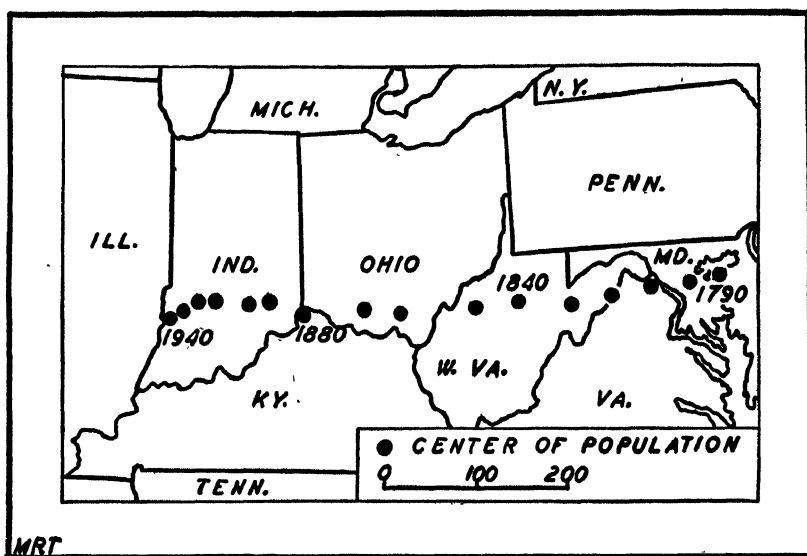 N.Y.
MICH.
PENN.
ILL.
IND.
OHIO
MD.
1840
1790
1940
1880
W. VA.
KY.
VA.
CENTER OF POPULATION
0 100 200
TENN.
MRT